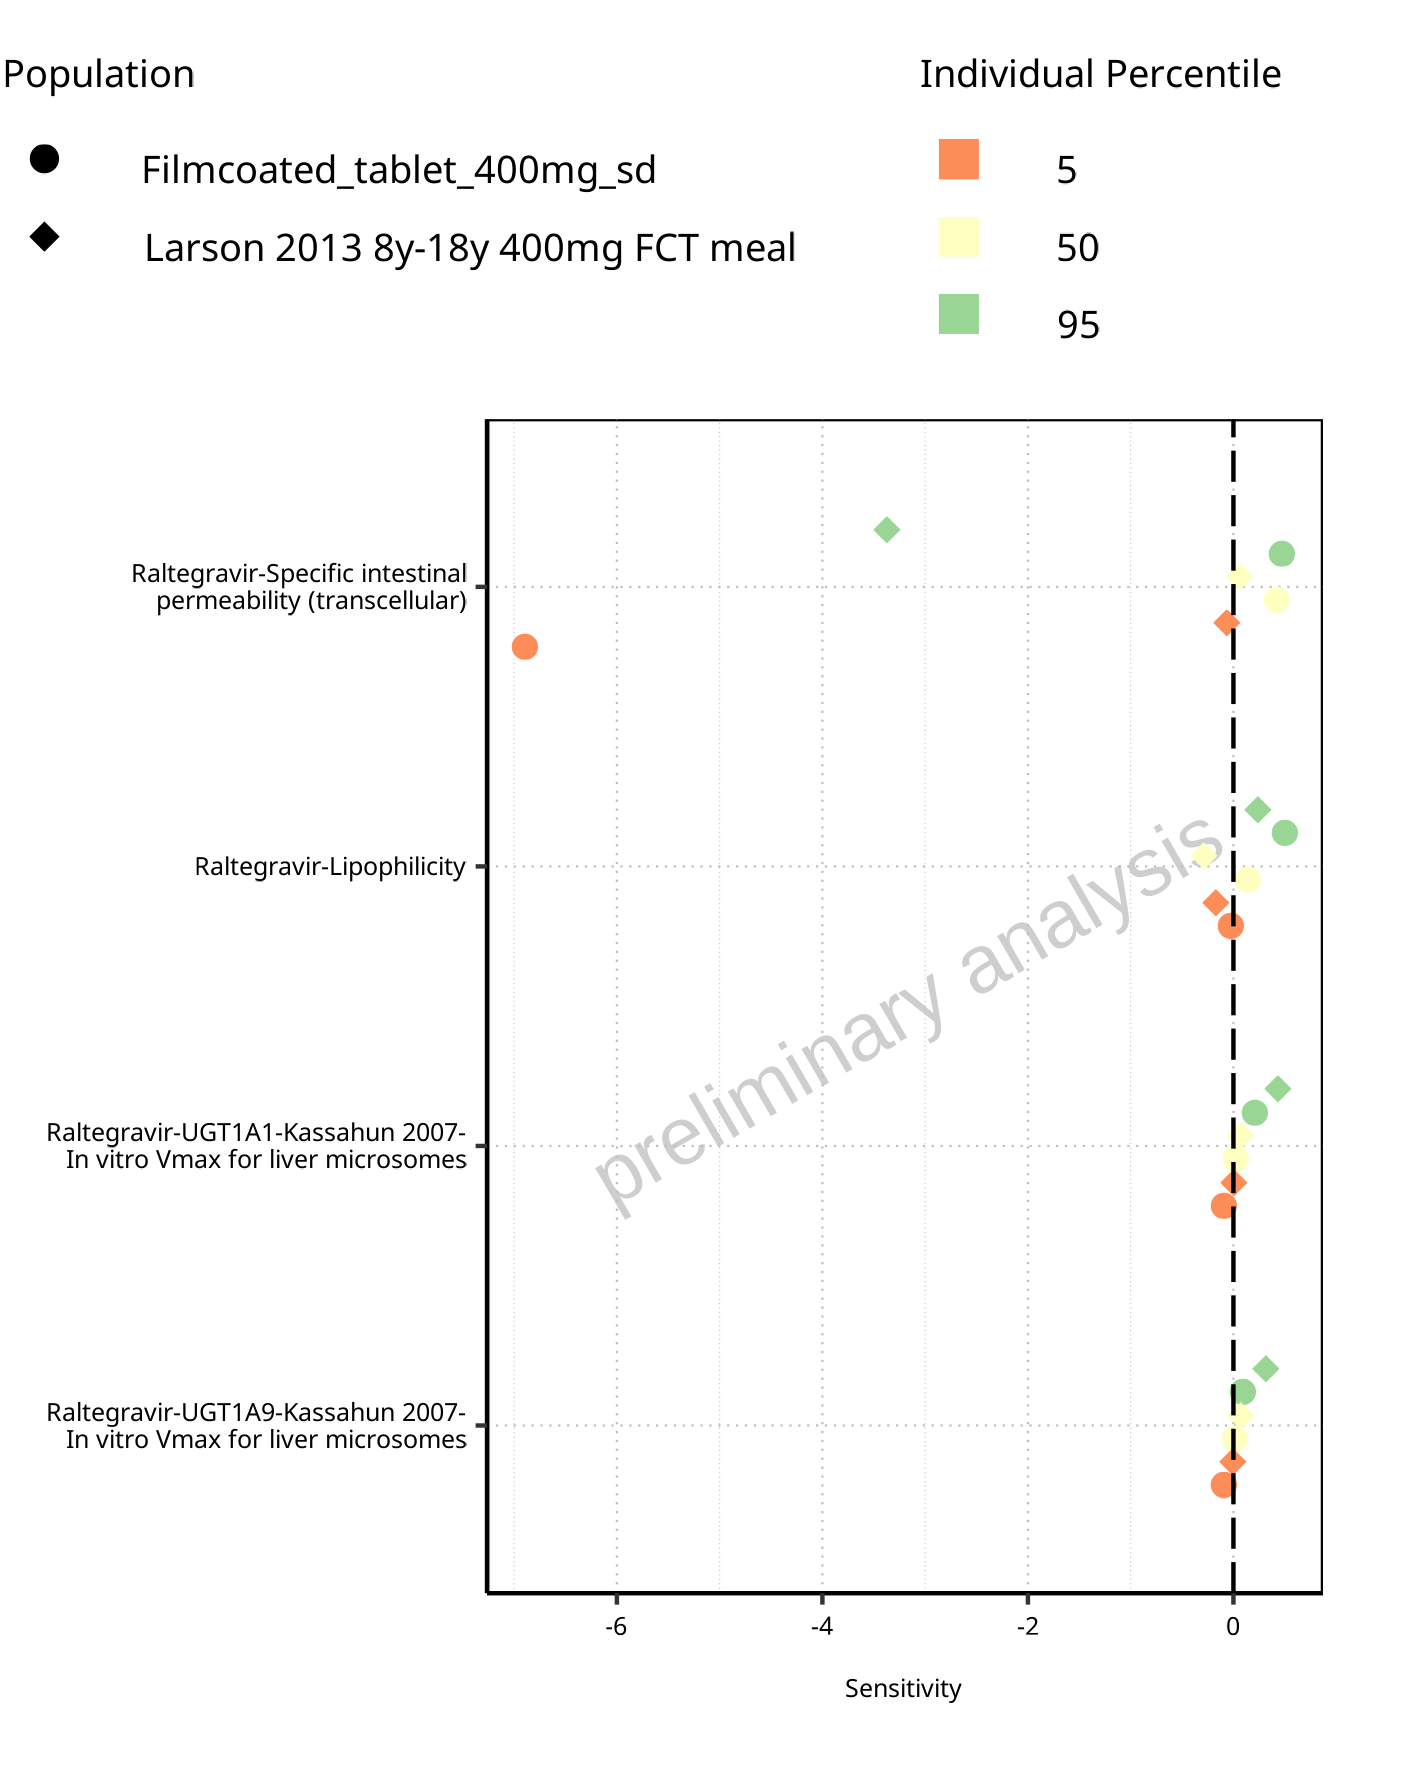 Population
Filmcoated_tablet_400mg_sd
Larson 2013 8y-18y 400mg FCT meal
Individual Percentile
5
50
95
Raltegravir-Specific intestinal
permeability (transcellular)
Raltegravir-Lipophilicity
Raltegravir-UGT1A1-Kassahun 2007-
In vitro Vmax for liver microsomes
Raltegravir-UGT1A9-Kassahun 2007-
In vitro Vmax for liver microsomes
preliminary analysis
-6
-4
-2
0
Sensitivity